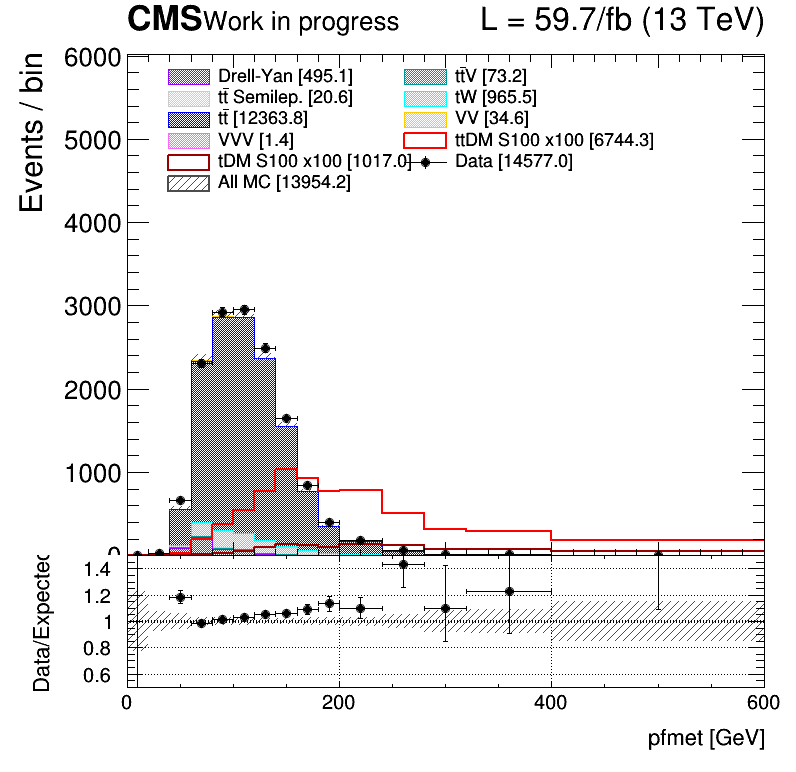 CMS Work in progress L = 59.7/fb (13 TeV)
Events / bin
6000
5000
4000
3000
2000
1000
0
Drell-Yan [495.1] tt̄V [73.2]
tt̄ Semilep. [20.6] tW [965.5]
tt̄ [12363.8] VV [34.6]
VVV [1.4] ttDM S100 x100 [6744.3]
tDM S100 x100 [1017.0] Data [14577.0]
All MC [13954.2]
Data/Expected
1.4
1.2
1
0.8
0.6
0 200 400 600
pfmet [GeV]